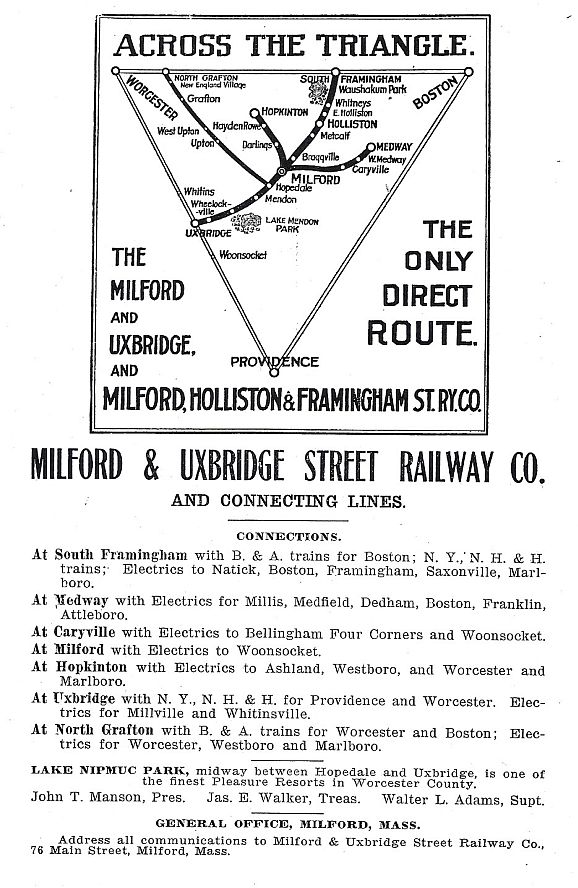 ACROSS THE TRIANGLE.
WORCESTER
NORTH GRAFTON
New England Village
Grafton
West Upton
Upton
HOPKINTON
Hayden Rowe
Darlings
SOUTH FRAMINGHAM
Waushakum Park
Whitneys
E. Holliston
HOLLISTON
Metcalf
Braggville
BOSTON
MEDWAY
W. Medway
Caryville
MILFORD
Hopedale
Mendon
Whitins
Wheelock-
-ville
UXBRIDGE
LAKE MENDON
PARK
Woonsocket
PROVIDENCE
THE
MILFORD
AND
UXBRIDGE,
AND
MILFORD, HOLLISTON & FRAMINGHAM ST. RY. CO.
THE
ONLY
DIRECT
ROUTE.
MILFORD & UXBRIDGE STREET RAILWAY CO.
AND CONNECTING LINES.
CONNECTIONS.
At South Framingham with B. & A. trains for Boston; N. Y., N. H. & H.
trains; Electrics to Natick, Boston, Framingham, Saxonville, Marl-
boro.
At Medway with Electrics for Millis, Medfield, Dedham, Boston, Franklin,
Attleboro.
At Caryville with Electrics to Bellingham Four Corners and Woonsocket.
At Milford with Electrics to Woonsocket.
At Hopkinton with Electrics to Ashland, Westboro, and Worcester and
Marlboro.
At Uxbridge with N. Y., N. H. & H. for Providence and Worcester. Elec-
trics for Millville and Whitinsville.
At North Grafton with B. & A. trains for Worcester and Boston; Elec-
trics for Worcester, Westboro and Marlboro.
LAKE NIPMUC PARK, midway between Hopedale and Uxbridge, is one of
the finest Pleasure Resorts in Worcester County.
John T. Manson, Pres. Jas. E. Walker, Treas. Walter L. Adams, Supt.
GENERAL OFFICE, MILFORD, MASS.
Address all communications to Milford & Uxbridge Street Railway Co.,
76 Main Street, Milford, Mass.